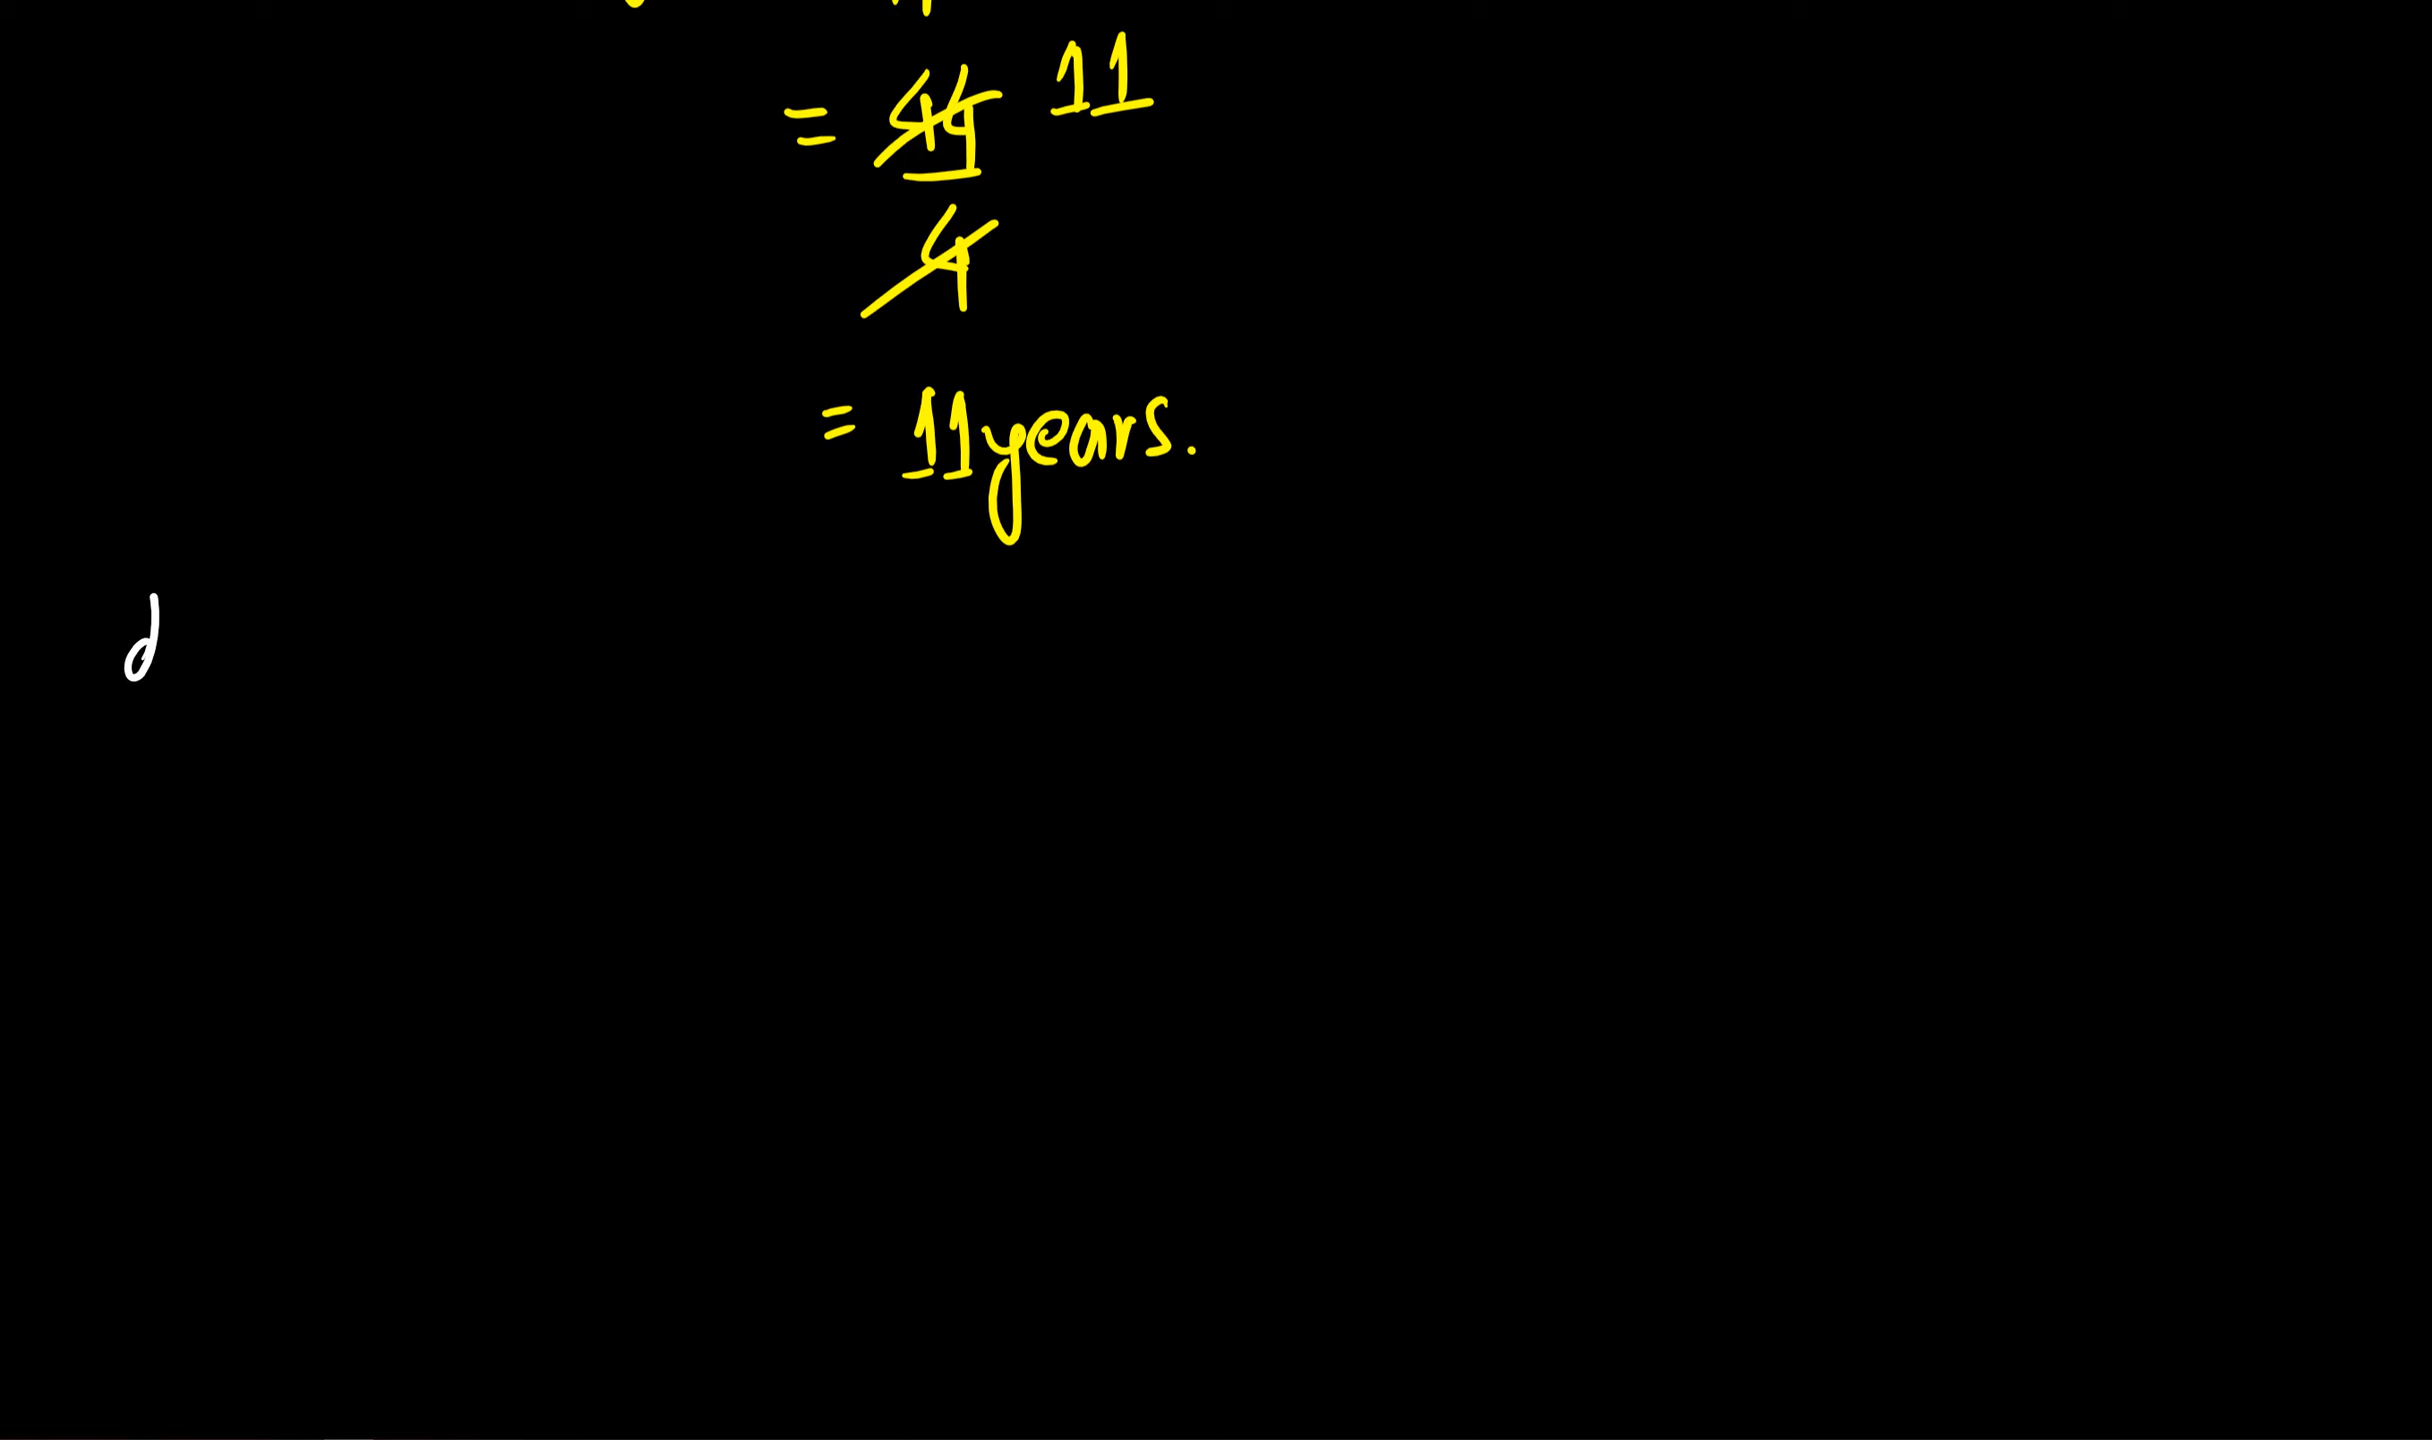 = 44 11
4
= 11years.
d